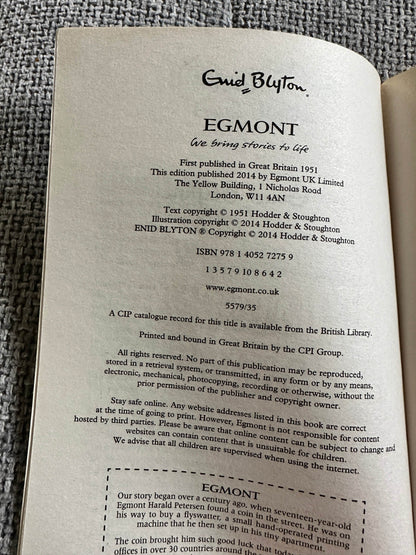 Enid Blyton
EGMONT
We bring stories to life
First published in Great Britain 1951
This edition published 2014 by Egmont UK Limited
The Yellow Building, 1 Nicholas Road
London, W11 4AN
Text copyright © 1951 Hodder & Stoughton
Illustration copyright © 2014 Hodder & Stoughton
ENID BLYTON ® Copyright © 2014 Hodder & Stoughton
ISBN 978 1 4052 7275 9
1 3 5 7 9 10 8 6 4 2
www.egmont.co.uk
5579/35
A CIP catalogue record for this title is available from the British Library.
Printed and bound in Great Britain by the CPI Group.
All rights reserved. No part of this publication may be reproduced,
stored in a retrieval system, or transmitted, in any form or by any means,
electronic, mechanical, photocopying, recording or otherwise, without the
prior permission of the publisher and copyright owner.
Stay safe online. Any website addresses listed in this book are correct
at the time of going to print. However, Egmont is not responsible for content
hosted by third parties. Please be aware that online content can be subject to change and
websites can contain content that is unsuitable for children.
We advise that all children are supervised when using the internet.
EGMONT
Our story began over a century ago, when seventeen-year-old
Egmont Harald Petersen found a coin in the street. He was on
his way to buy a flyswatter, a small hand-operated printing
machine that he then set up in his tiny apartment.
The coin brought him such good luck that today
offices in over 30 countries around the